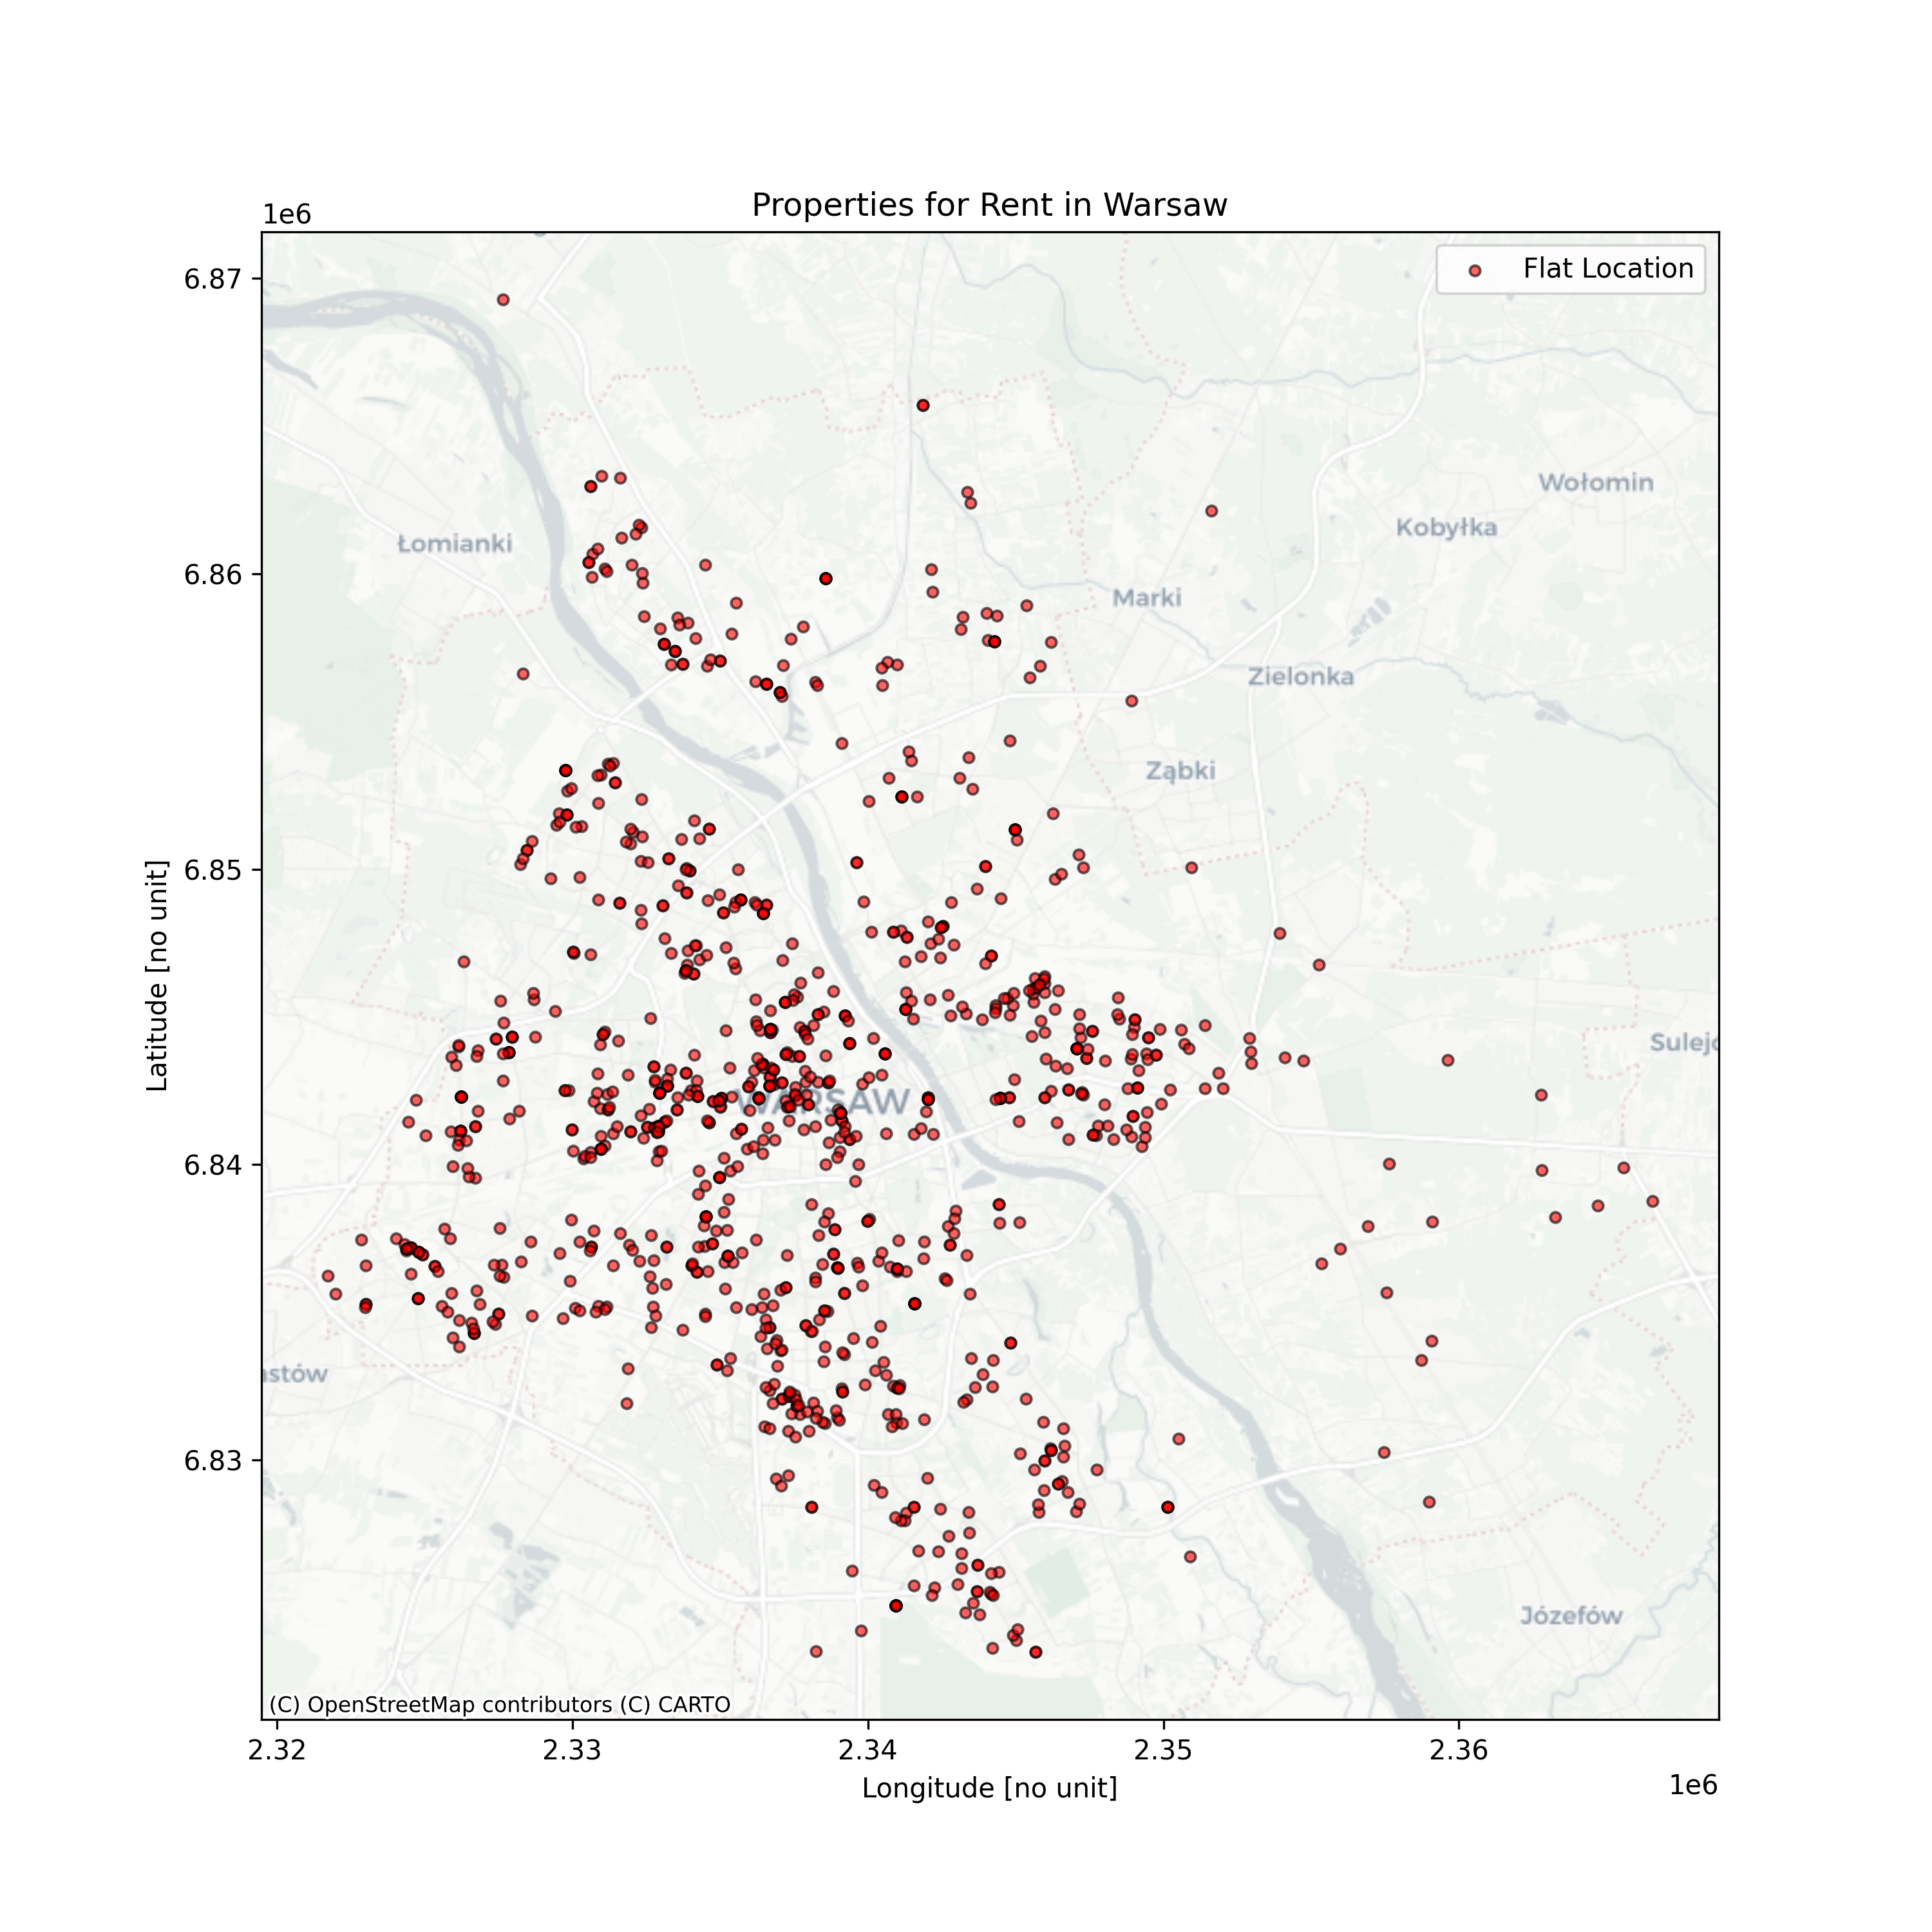 Properties for Rent in Warsaw
1e6
Flat Location
6.87
6.86
6.85
6.84
6.83
Latitude [no unit]
Wołomin
Kobyłka
Łomianki
Marki
Zielonka
Ząbki
Sulejo
WARSAW
astów
Józefów
(C) OpenStreetMap contributors (C) CARTO
2.32 2.33 2.34 2.35 2.36
Longitude [no unit]
1e6